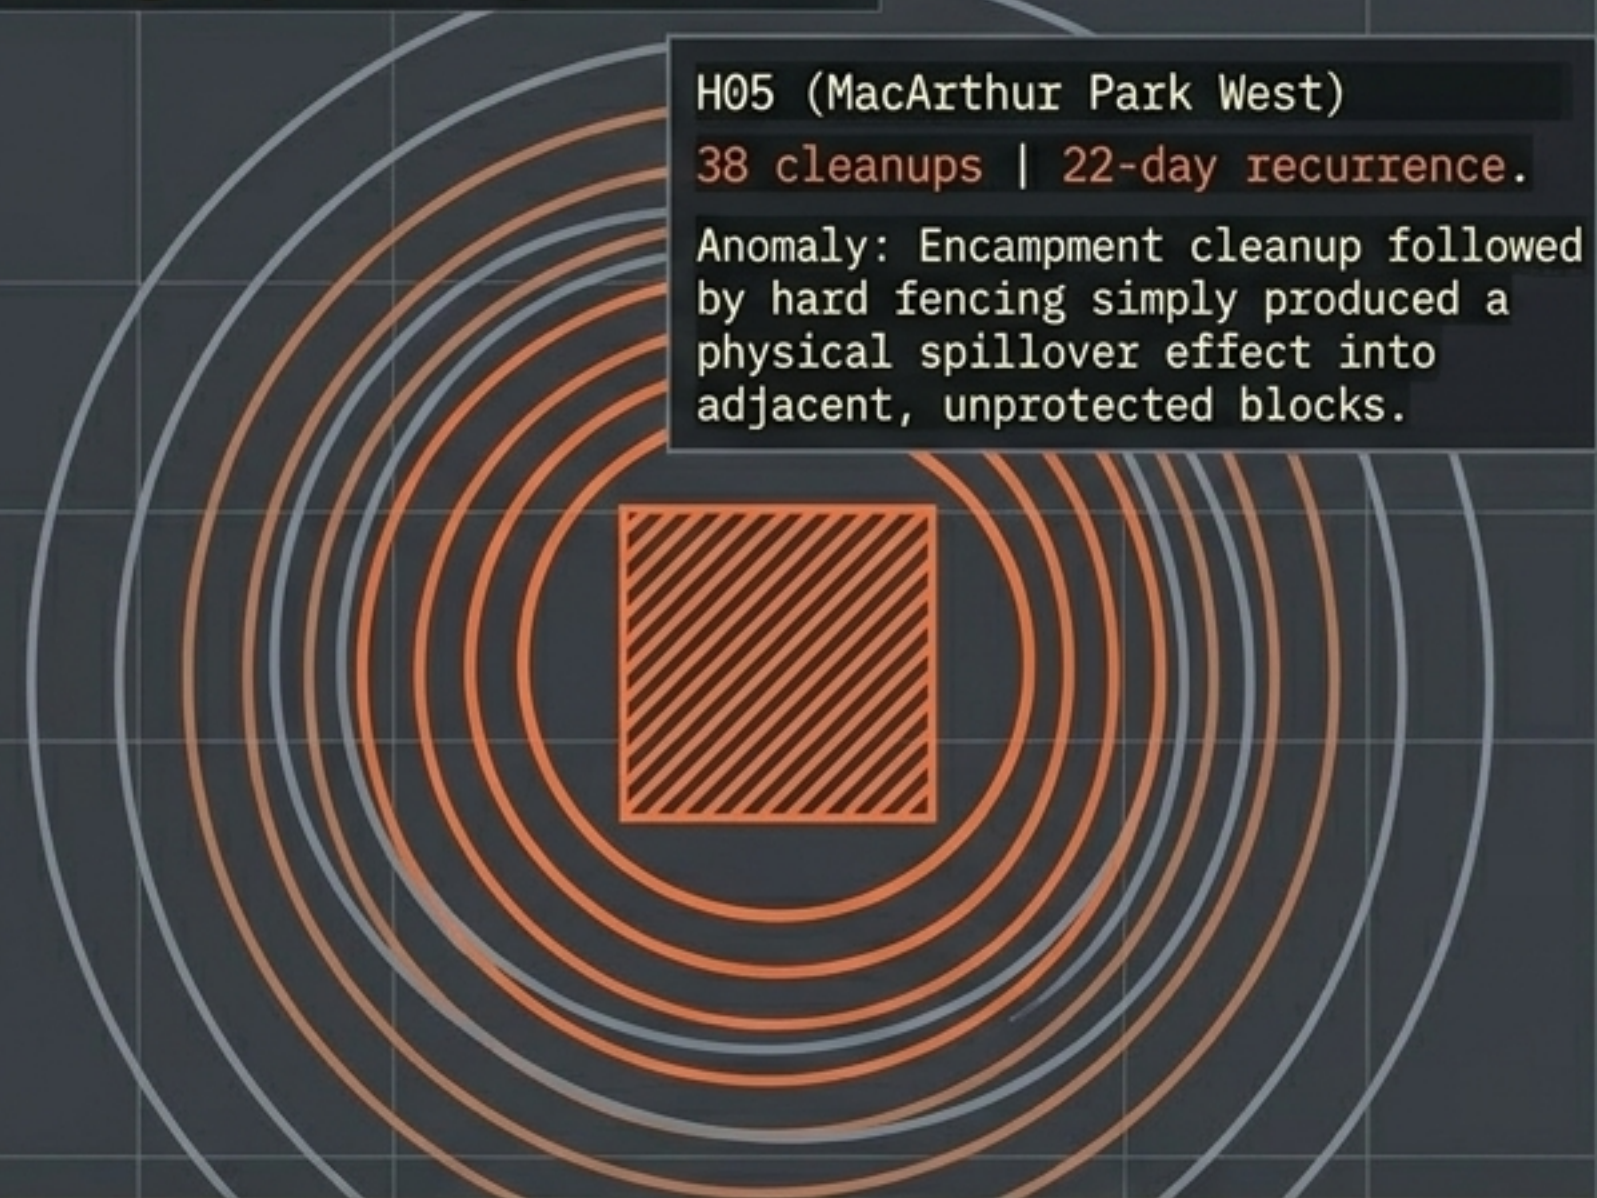 H05 (MacArthur Park West)
38 cleanups | 22-day recurrence.
Anomaly: Encampment cleanup followed
by hard fencing simply produced a
physical spillover effect into
adjacent, unprotected blocks.